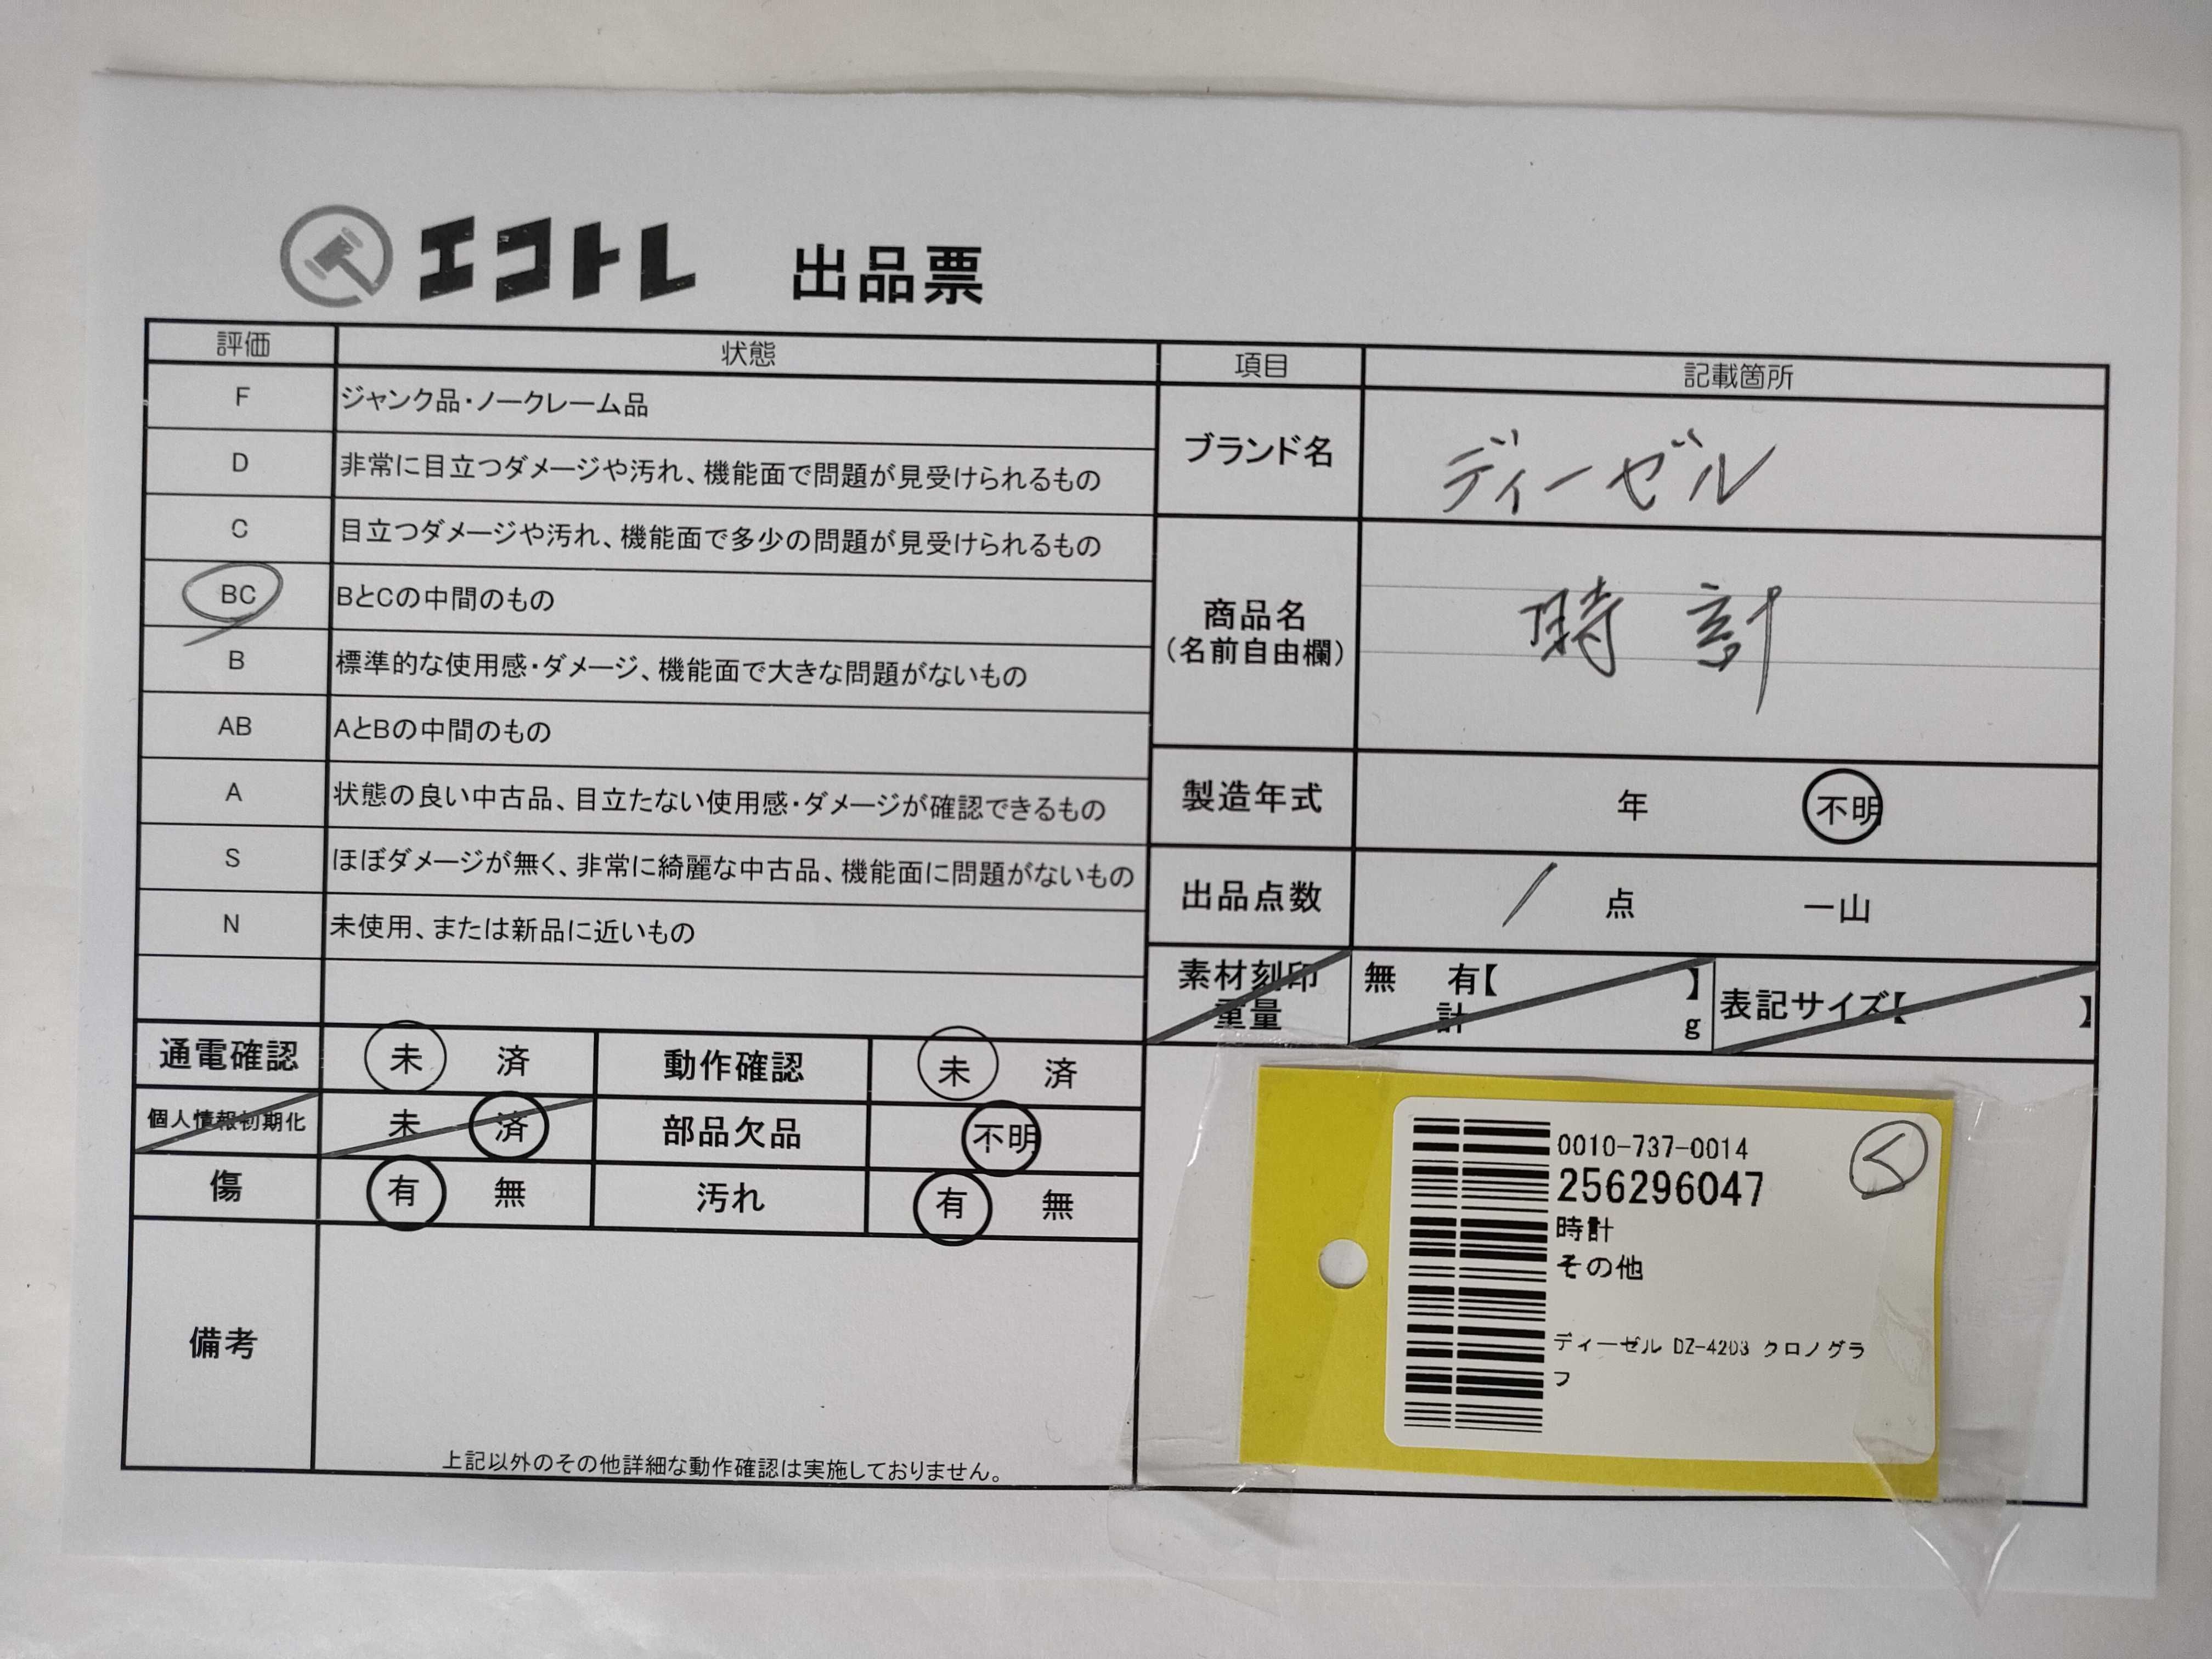 エコトレ 出品票
評価 状態 項目 記載箇所
F ジャンク品・ノークレーム品
D 非常に目立つダメージや汚れ、機能面で問題が見受けられるもの
C 目立つダメージや汚れ、機能面で多少の問題が見受けられるもの
BC BとCの中間のもの
B 標準的な使用感・ダメージ、機能面で大きな問題がないもの
AB AとBの中間のもの
A 状態の良い中古品、目立たない使用感・ダメージが確認できるもの
S ほぼダメージが無く、非常に綺麗な中古品、機能面に問題がないもの
N 未使用、または新品に近いもの
ブランド名 ディーゼル
商品名 時計
(名前自由欄)
製造年式 年 不明
出品点数 / 点 一山
素材刻印 無 有【 】 表記サイズ【 】
重量 計 g
通電確認 未 済 動作確認 未 済
個人情報初期化 未 済 部品欠品 不明
傷 有 無 汚れ 有 無
備考
上記以外のその他詳細な動作確認は実施しておりません。
0010-737-0014
256296047
時計
その他
ディーゼル DZ-4203 クロノグラ
フ